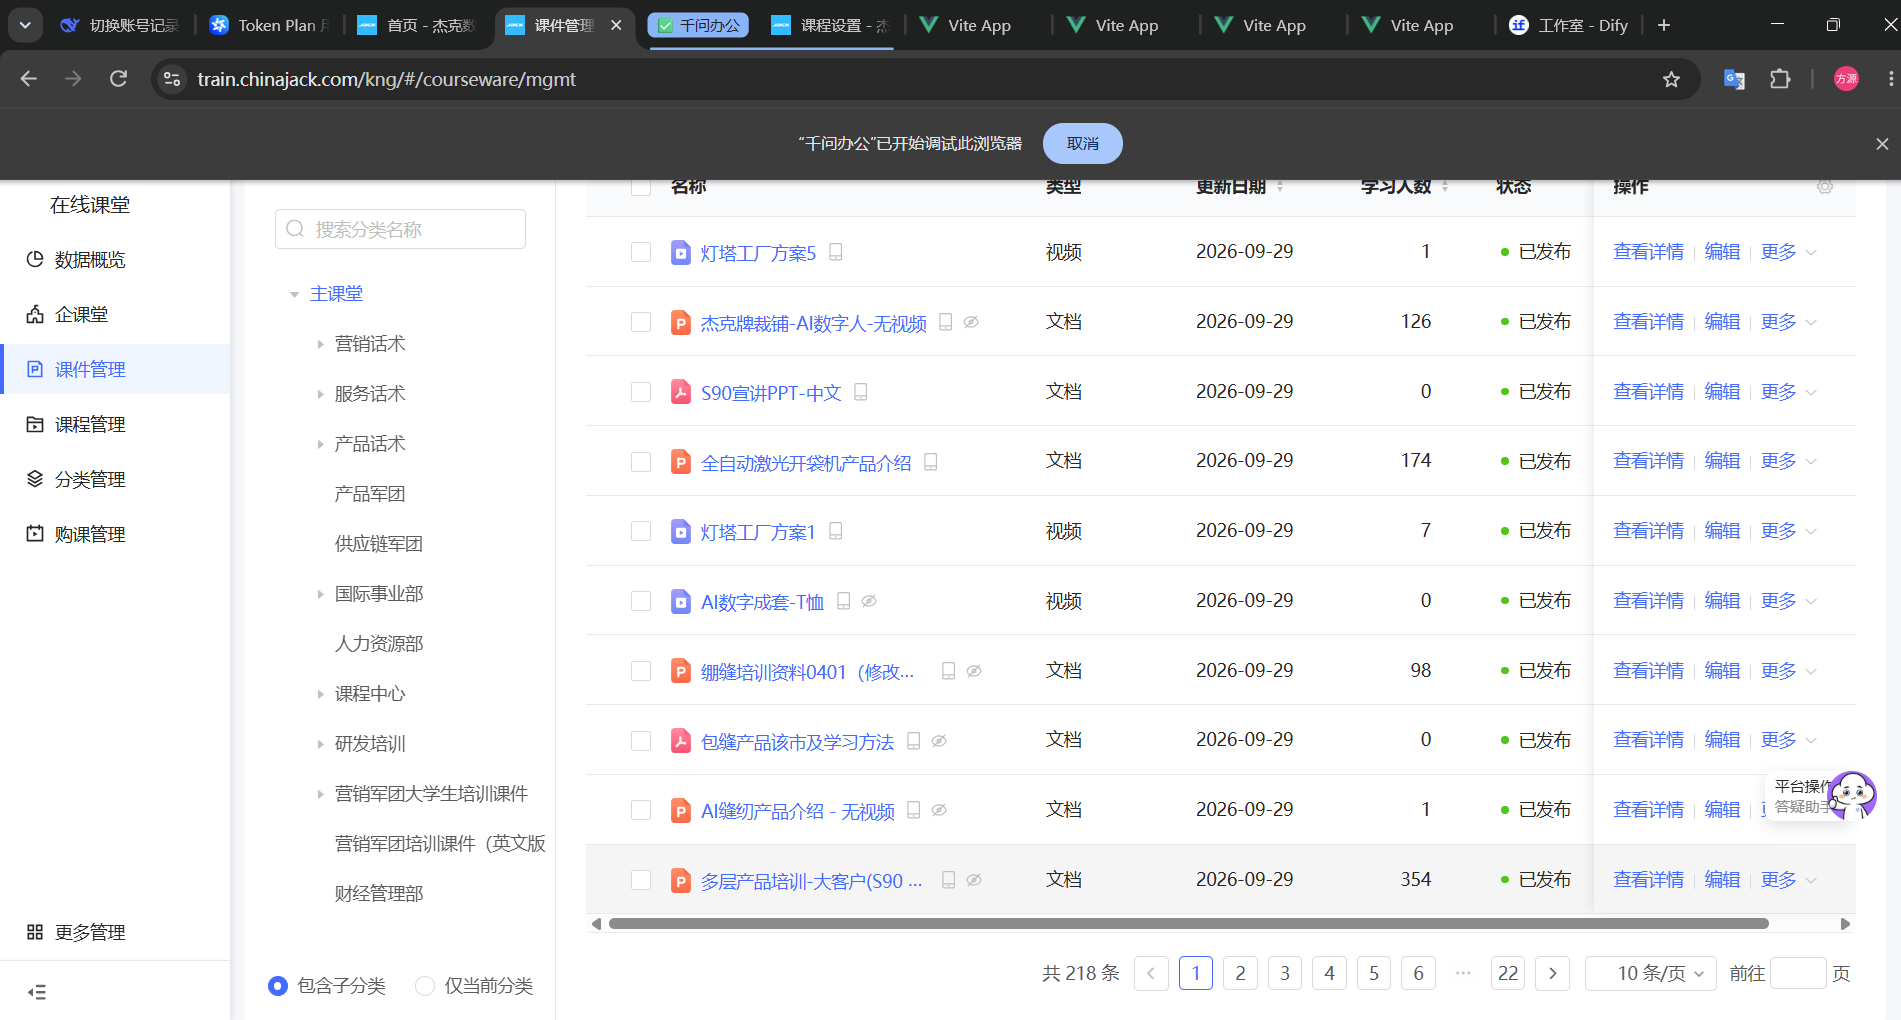 切换账号记录
Token Plan 月
首页 - 杰克数
课件管理
千问办公
课程设置 - 杰
Vite App
Vite App
Vite App
Vite App
工作室 - Dify
train.chinajack.com/kng/#/courseware/mgmt
方源
“千问办公”已开始调试此浏览器
取消
在线课堂
数据概览
企课堂
课件管理
课程管理
分类管理
购课管理
更多管理
搜索分类名称
主课堂
营销话术
服务话术
产品话术
产品军团
供应链军团
国际事业部
人力资源部
课程中心
研发培训
营销军团大学生培训课件
营销军团培训课件（英文版
财经管理部
包含子分类 仅当前分类
名称 类型 更新日期 学习人数 状态 操作
灯塔工厂方案5 视频 2026-09-29 1 已发布 查看详情 编辑 更多
杰克牌裁铺-AI数字人-无视频 文档 2026-09-29 126 已发布 查看详情 编辑 更多
S90宣讲PPT-中文 文档 2026-09-29 0 已发布 查看详情 编辑 更多
全自动激光开袋机产品介绍 文档 2026-09-29 174 已发布 查看详情 编辑 更多
灯塔工厂方案1 视频 2026-09-29 7 已发布 查看详情 编辑 更多
AI数字成套-T恤 视频 2026-09-29 0 已发布 查看详情 编辑 更多
绷缝培训资料0401（修改... 文档 2026-09-29 98 已发布 查看详情 编辑 更多
包缝产品该市及学习方法 文档 2026-09-29 0 已发布 查看详情 编辑 更多
AI缝纫产品介绍 - 无视频 文档 2026-09-29 1 已发布 查看详情 编辑
多层产品培训-大客户(S90 ... 文档 2026-09-29 354 已发布 查看详情 编辑 更多
平台操作
答疑助手
共 218 条 1 2 3 4 5 6 ··· 22 10 条/页 前往 页